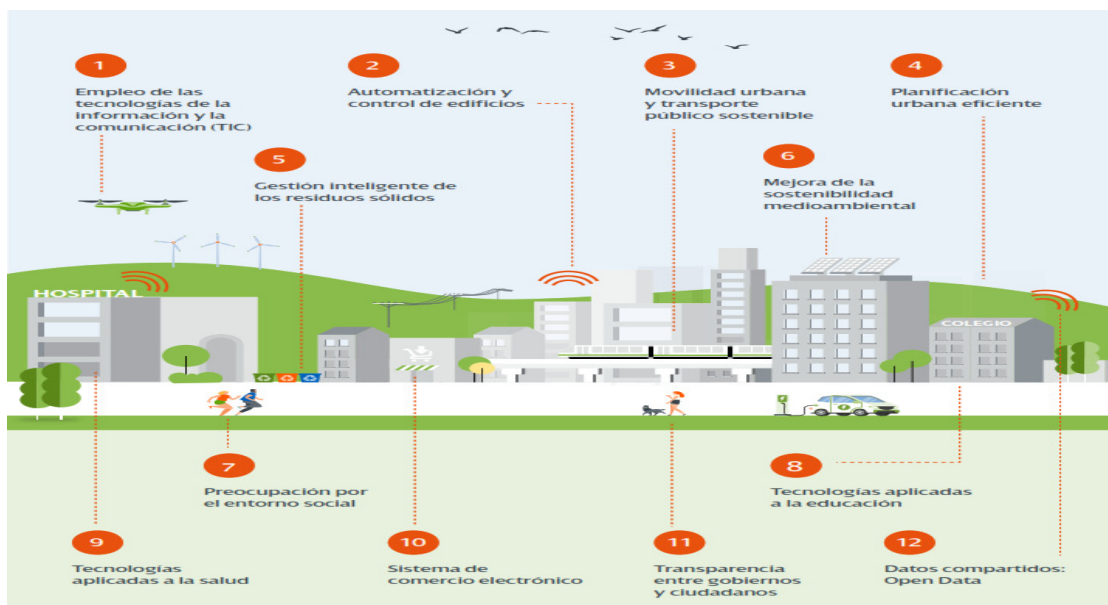 1
Empleo de las
tecnologías de la
información y la
comunicación (TIC)
2
Automatización y
control de edificios
3
Movilidad urbana
y transporte
público sostenible
4
Planificación
urbana eficiente
5
Gestión inteligente de
los residuos sólidos
6
Mejora de la
sostenibilidad
medioambiental
HOSPITAL
COLEGIO
7
Preocupación por
el entorno social
8
Tecnologías aplicadas
a la educación
9
Tecnologías
aplicadas a la salud
10
Sistema de
comercio electrónico
11
Transparencia
entre gobiernos
y ciudadanos
12
Datos compartidos:
Open Data